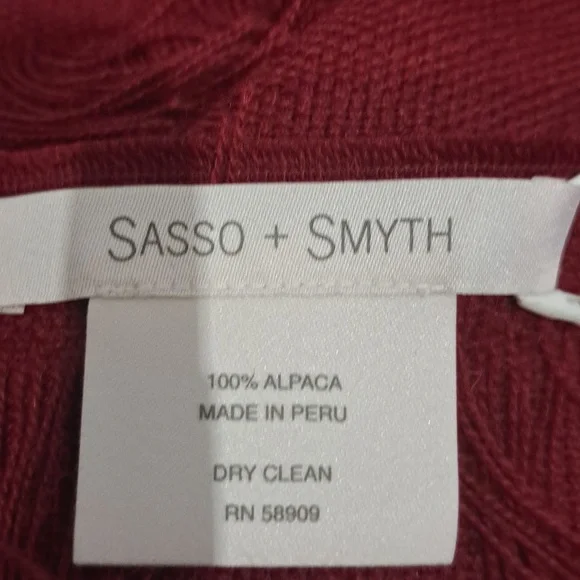 SASSO + SMYTH
100% ALPACA
MADE IN PERU
DRY CLEAN
RN 58909